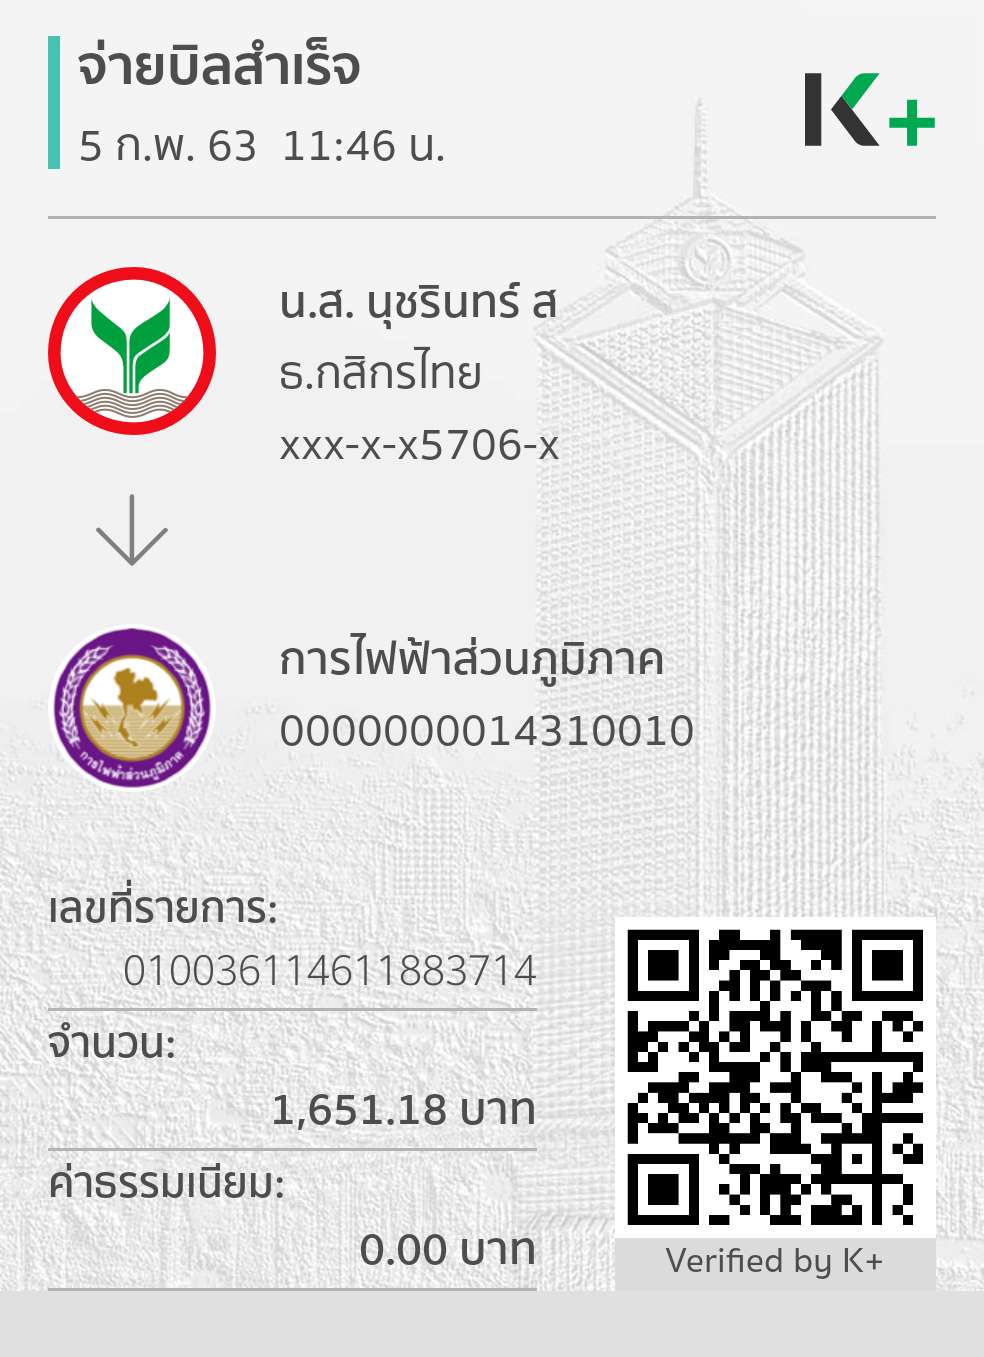 จ่ายบิลสำเร็จ
5 ก.พ. 63 11:46 น.
K+
น.ส. นุชรินทร์ ส
ธ.กสิกรไทย
xxx-x-x5706-x
การไฟฟ้าส่วนภูมิภาค
0000000014310010
การไฟฟ้าส่วนภูมิภาค
เลขที่รายการ:
010036114611883714
จำนวน:
1,651.18 บาท
ค่าธรรมเนียม:
0.00 บาท
Verified by K+